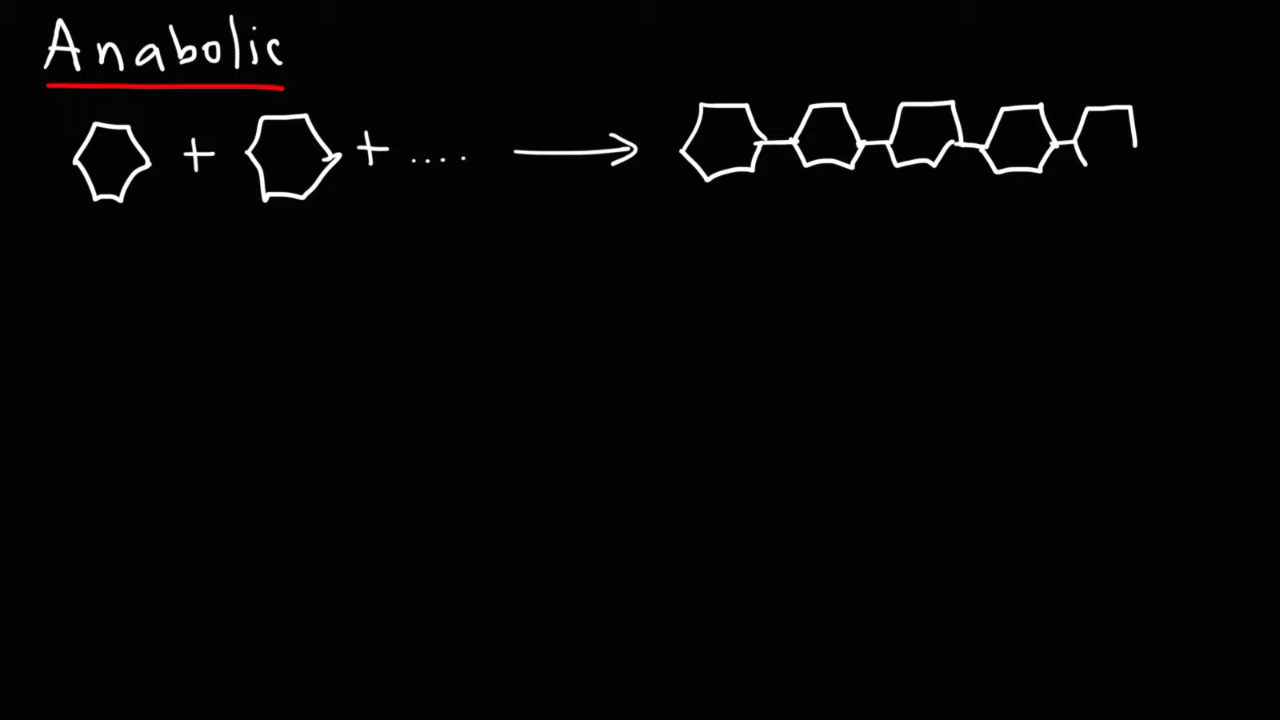 Anabolic
+ + ....